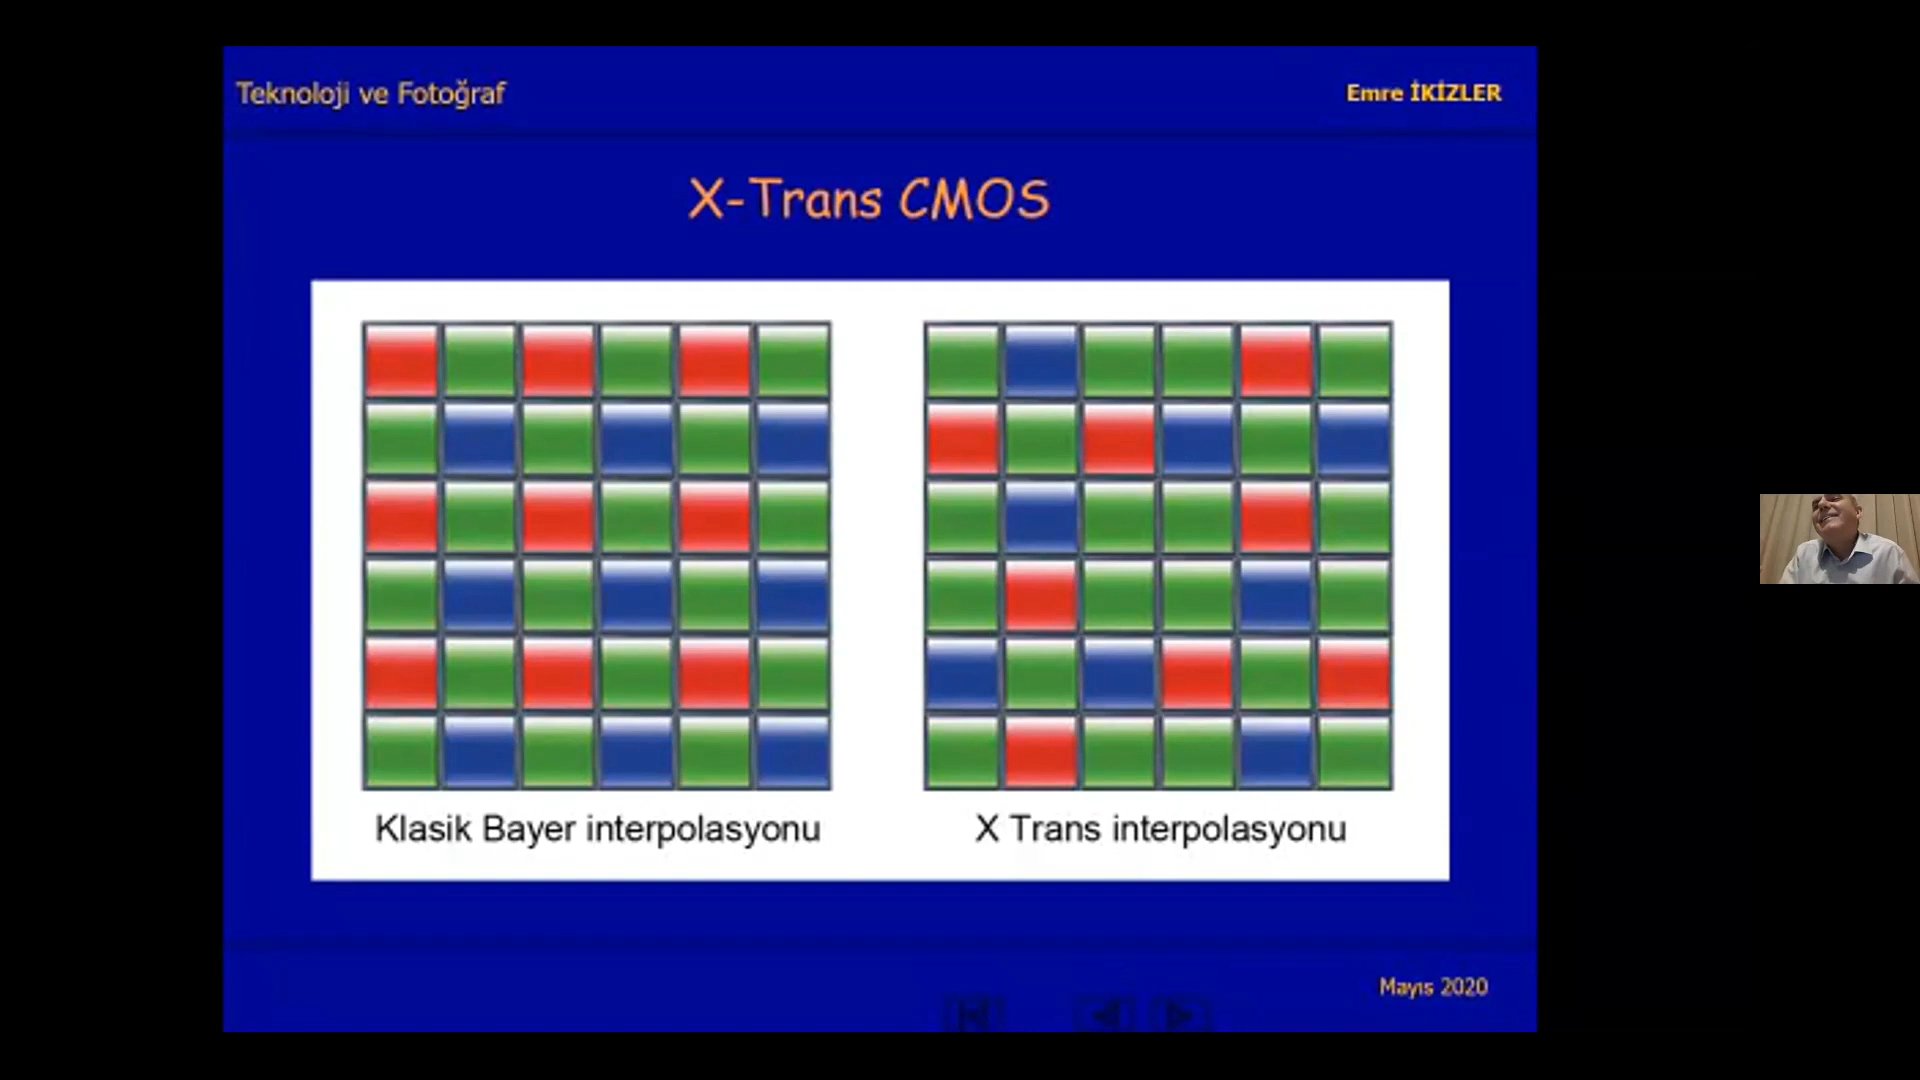 Teknoloji ve Fotoğraf
Emre İKİZLER
X-Trans CMOS
Klasik Bayer interpolasyonu
X Trans interpolasyonu
Mayıs 2020